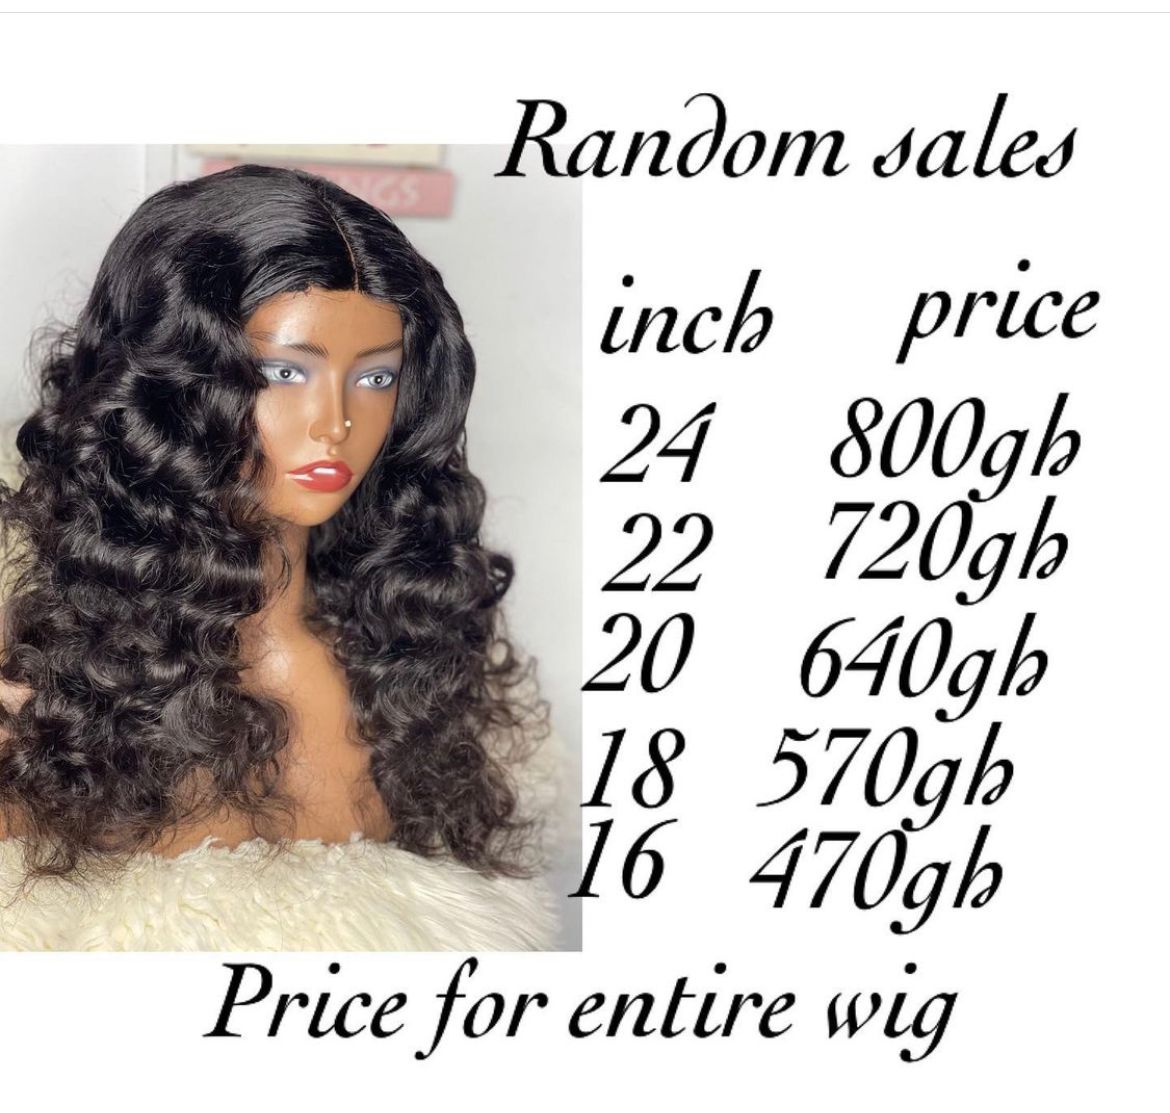 Random sales
inch price
24 800gh
22 720gh
20 640gh
18 570gh
16 470gh
Price for entire wig